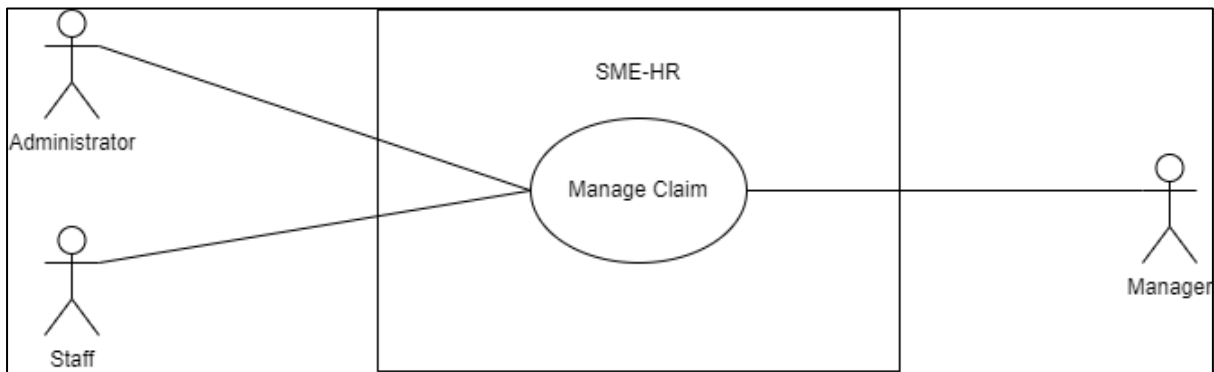 SME-HR
Administrator
Manage Claim
Manager
Staff